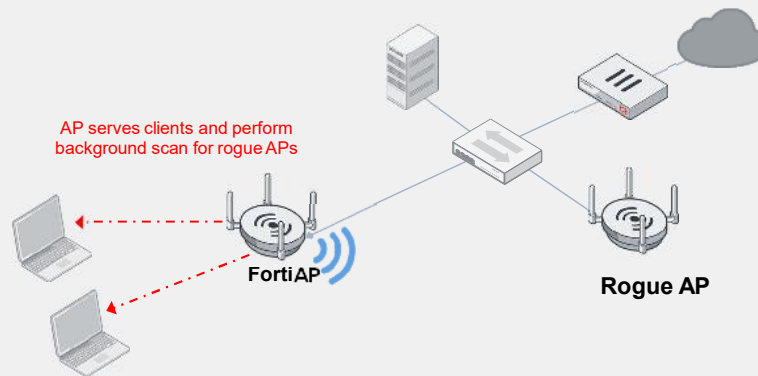 AP serves clients and perform
background scan for rogue APs
FortiAP
Rogue AP